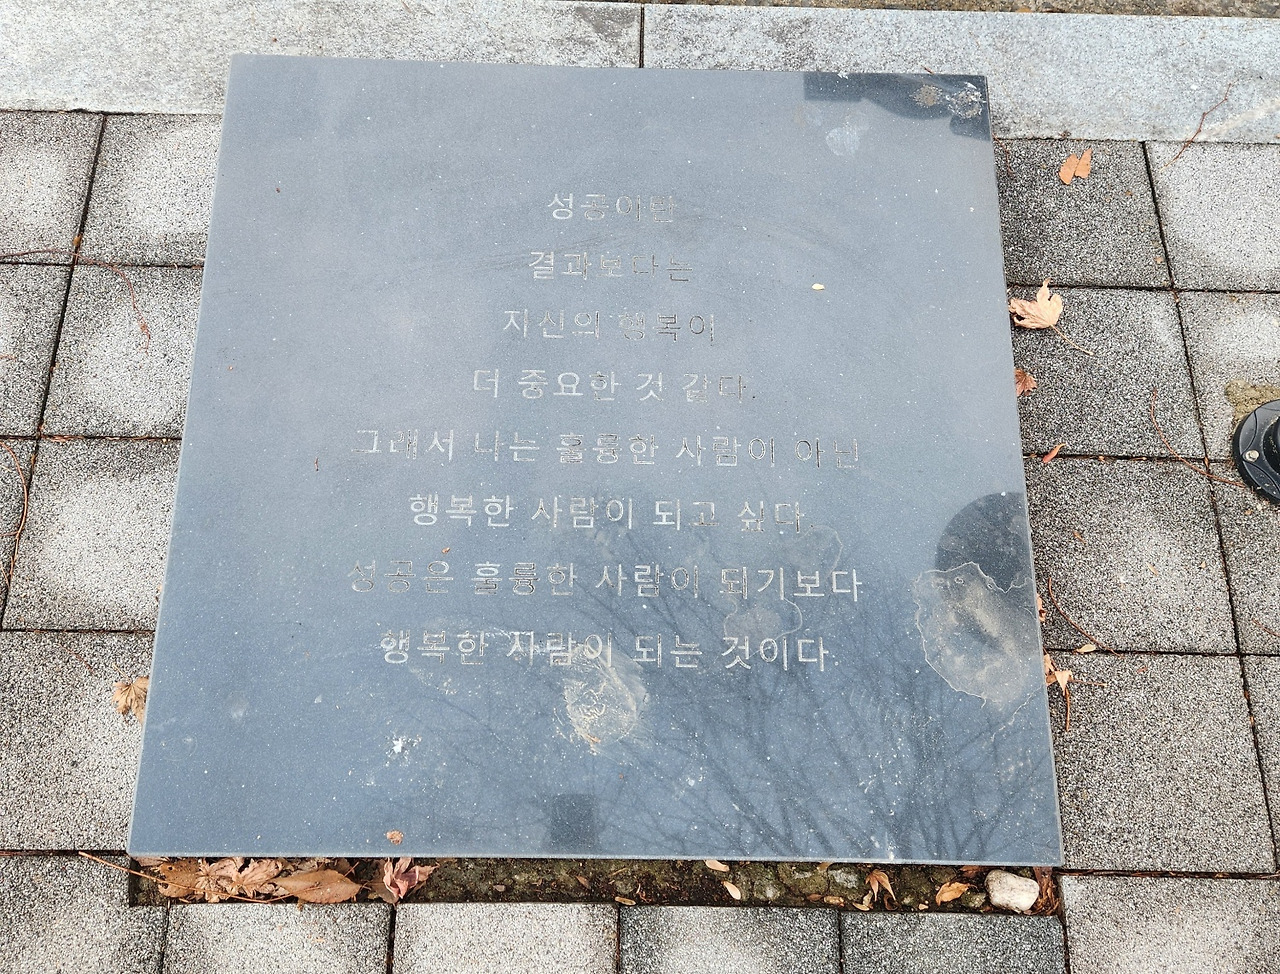 성공이란
결과보다는
자신의 행복이
더 중요한 것 같다.
그래서 나는 훌륭한 사람이 아닌
행복한 사람이 되고 싶다.
성공은 훌륭한 사람이 되기보다
행복한 사람이 되는 것이다.